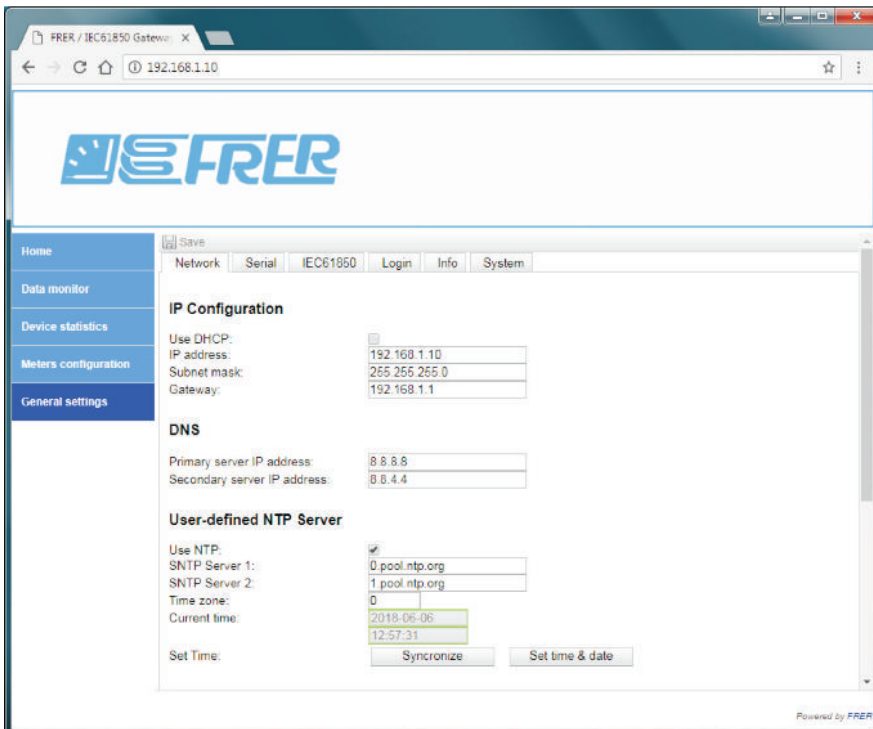 FRER / IEC61850 Gateway
192.168.1.10
FRER
Home
Data monitor
Device statistics
Meters configuration
General settings
Save
Network Serial IEC61850 Login Info System
IP Configuration
Use DHCP:
IP address: 192.168.1.10
Subnet mask: 255.255.255.0
Gateway: 192.168.1.1
DNS
Primary server IP address: 8.8.8.8
Secondary server IP address: 8.8.4.4
User-defined NTP Server
Use NTP:
SNTP Server 1: 0.pool.ntp.org
SNTP Server 2: 1.pool.ntp.org
Time zone: 0
Current time: 2018-06-06
12:57:31
Set Time: Syncronize Set time & date
Powered by FRER